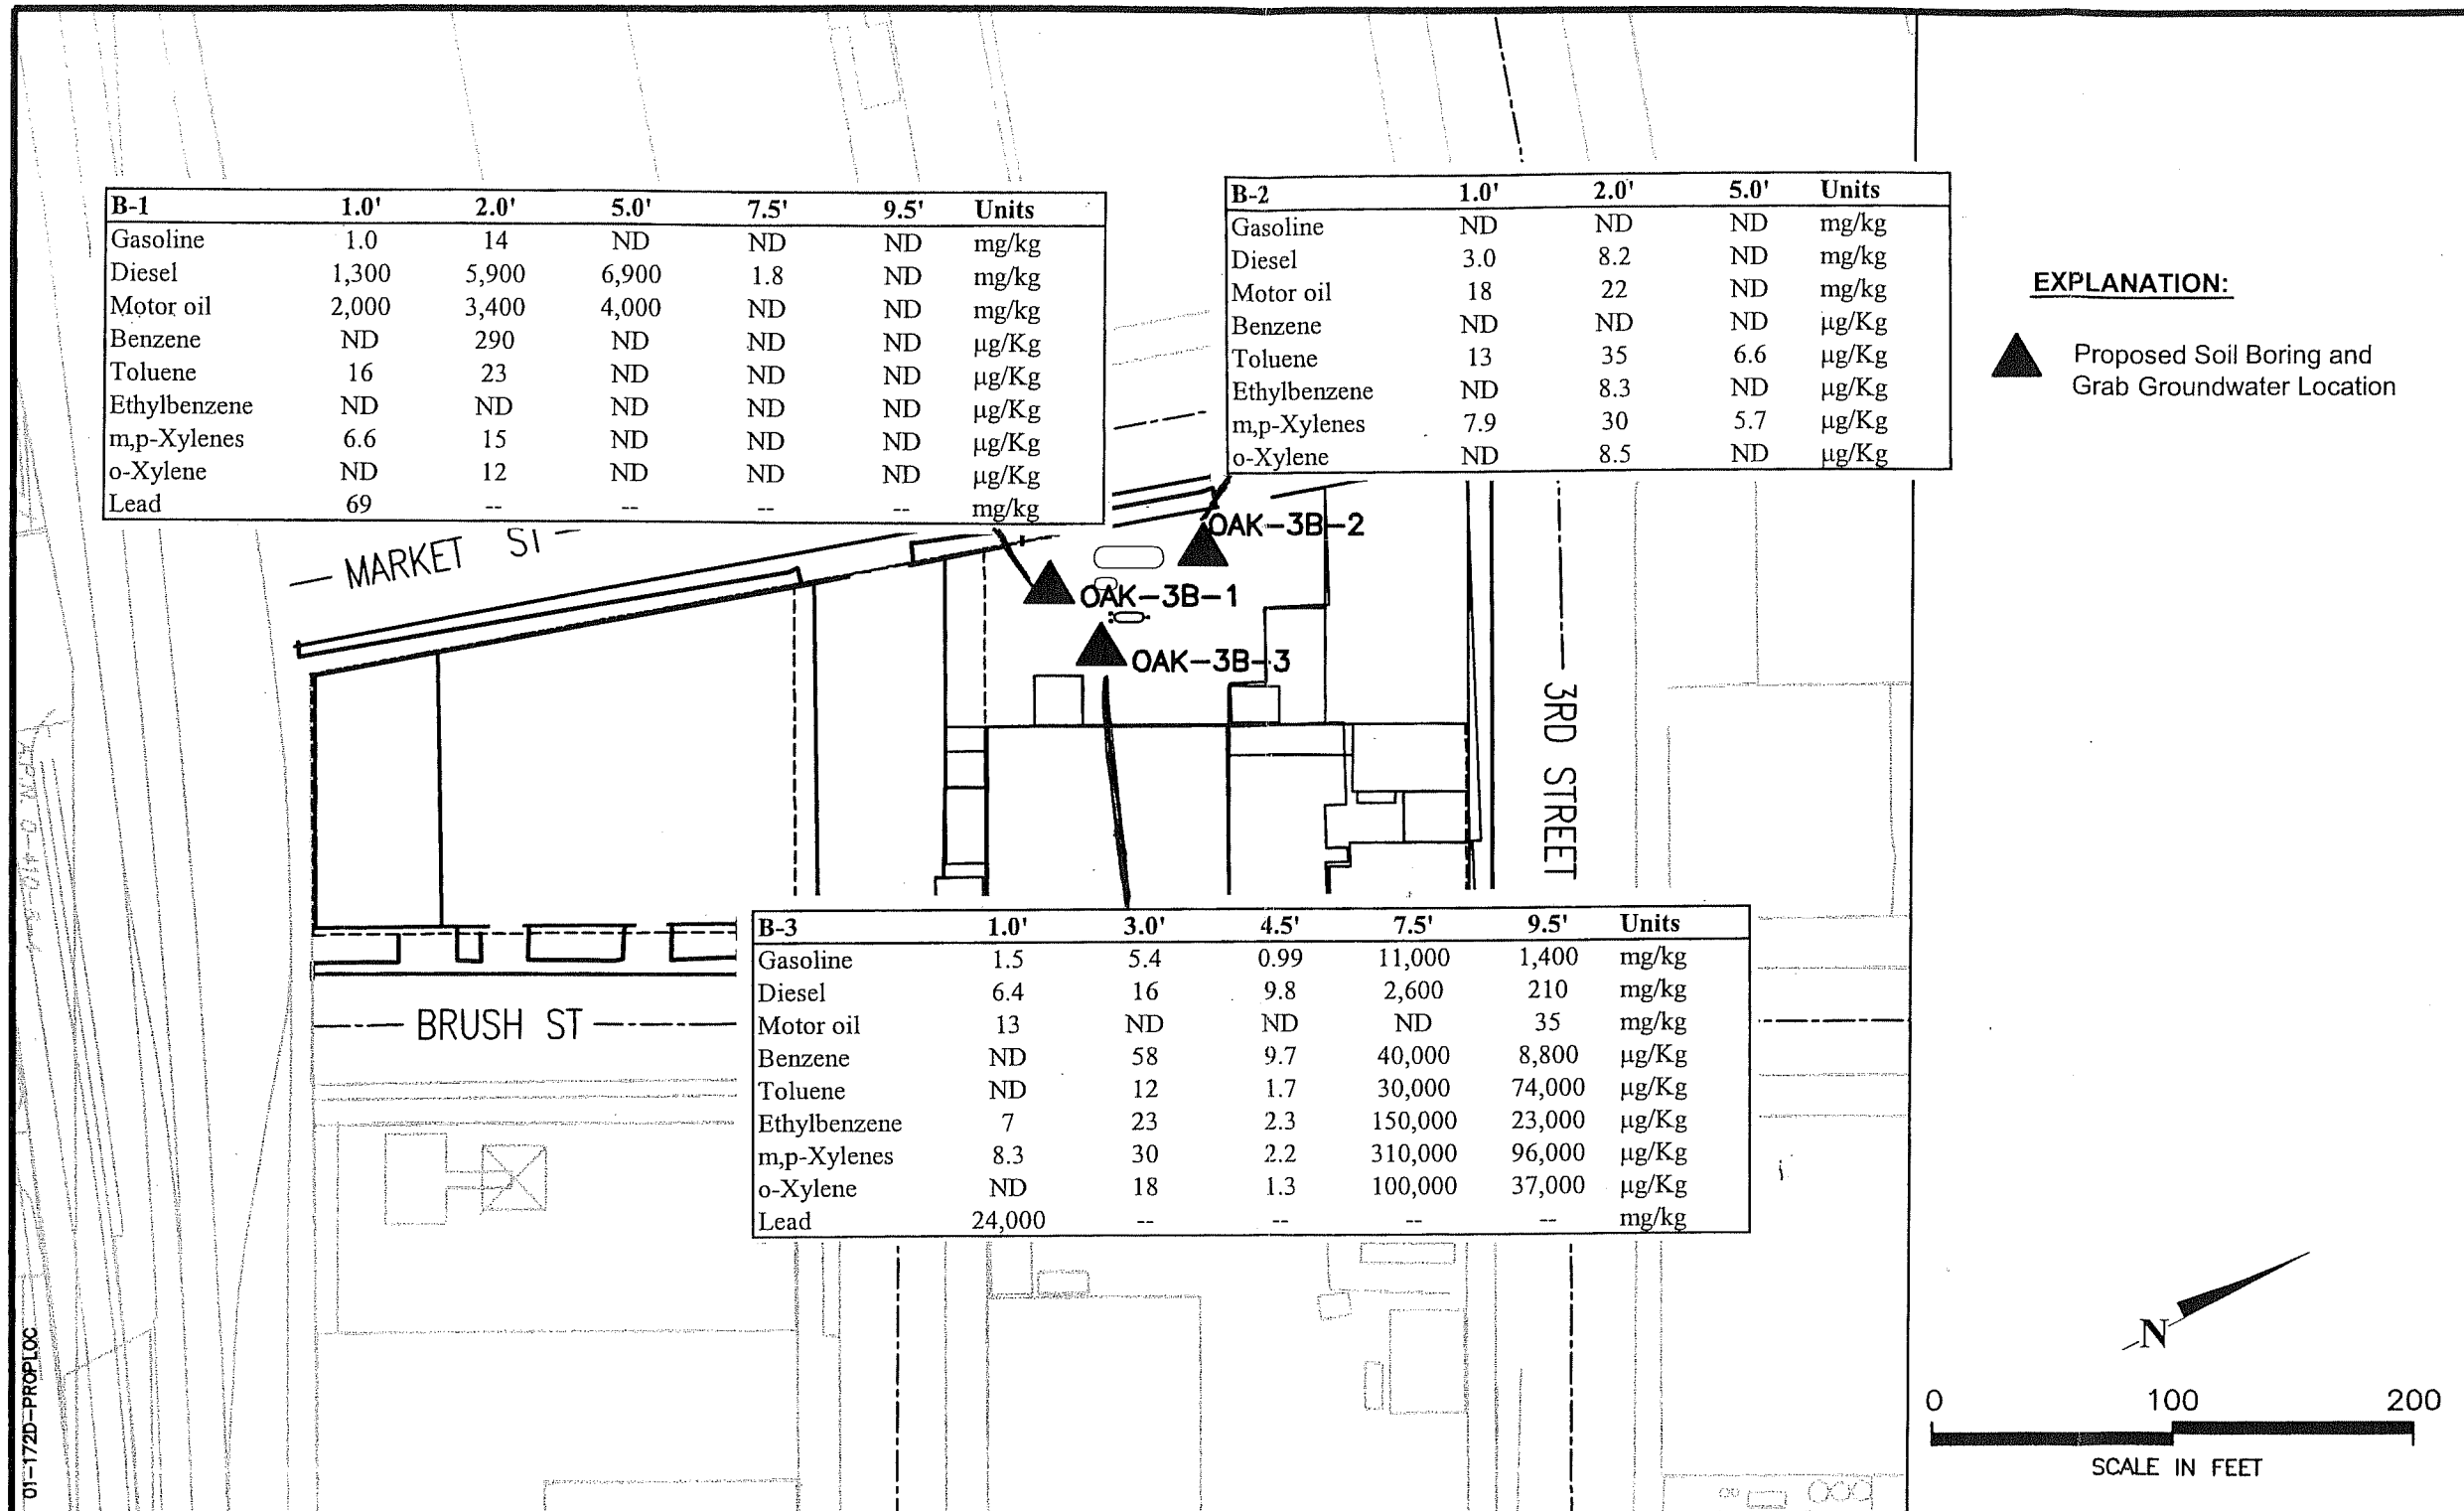 B-1 1.0' 2.0' 5.0' 7.5' 9.5' Units
Gasoline 1.0 14 ND ND ND mg/kg
Diesel 1,300 5,900 6,900 1.8 ND mg/kg
Motor oil 2,000 3,400 4,000 ND ND mg/kg
Benzene ND 290 ND ND ND μg/Kg
Toluene 16 23 ND ND ND μg/Kg
Ethylbenzene ND ND ND ND ND μg/Kg
m,p-Xylenes 6.6 15 ND ND ND μg/Kg
o-Xylene ND 12 ND ND ND μg/Kg
Lead 69 -- -- -- -- mg/kg
B-2 1.0' 2.0' 5.0' Units
Gasoline ND ND ND mg/kg
Diesel 3.0 8.2 ND mg/kg
Motor oil 18 22 ND mg/kg
Benzene ND ND ND μg/Kg
Toluene 13 35 6.6 μg/Kg
Ethylbenzene ND 8.3 ND μg/Kg
m,p-Xylenes 7.9 30 5.7 μg/Kg
o-Xylene ND 8.5 ND μg/Kg
EXPLANATION:
Proposed Soil Boring and
Grab Groundwater Location
MARKET ST
OAK-3B-2
OAK-3B-1
OAK-3B-3
3RD STREET
BRUSH ST
B-3 1.0' 3.0' 4.5' 7.5' 9.5' Units
Gasoline 1.5 5.4 0.99 11,000 1,400 mg/kg
Diesel 6.4 16 9.8 2,600 210 mg/kg
Motor oil 13 ND ND ND 35 mg/kg
Benzene ND 58 9.7 40,000 8,800 μg/Kg
Toluene ND 12 1.7 30,000 74,000 μg/Kg
Ethylbenzene 7 23 2.3 150,000 23,000 μg/Kg
m,p-Xylenes 8.3 30 2.2 310,000 96,000 μg/Kg
o-Xylene ND 18 1.3 100,000 37,000 μg/Kg
Lead 24,000 -- -- -- -- mg/kg
N
0 100 200
SCALE IN FEET
01-172D-PROPLOC